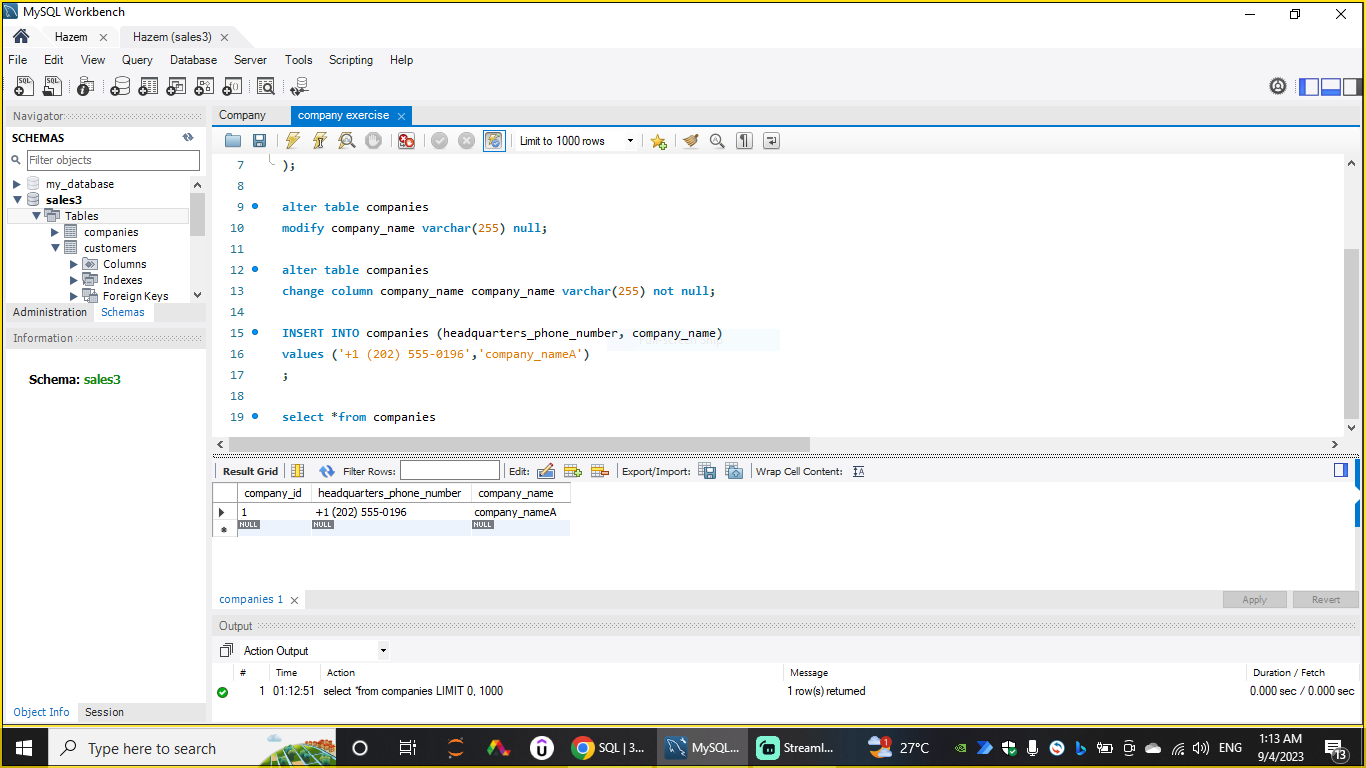 MySQL Workbench
Hazem
Hazem (sales3)
File Edit View Query Database Server Tools Scripting Help
Navigator
SCHEMAS
Filter objects
my_database
sales3
Tables
companies
customers
Columns
Indexes
Foreign Keys
Administration Schemas
Information
Schema: sales3
Object Info Session
Company company exercise
Limit to 1000 rows
7 );
8
9 alter table companies
10 modify company_name varchar(255) null;
11
12 alter table companies
13 change column company_name company_name varchar(255) not null;
14
15 INSERT INTO companies (headquarters_phone_number, company_name)
16 values ('+1 (202) 555-0196','company_nameA')
17 ;
18
19 select *from companies
Result Grid Filter Rows: Edit: Export/Import: Wrap Cell Content:
company_id headquarters_phone_number company_name
1 +1 (202) 555-0196 company_nameA
NULL NULL NULL
companies 1
Apply Revert
Output
Action Output
# Time Action Message Duration / Fetch
1 01:12:51 select *from companies LIMIT 0, 1000 1 row(s) returned 0.000 sec / 0.000 sec
Type here to search
SQL | 3...
MySQL...
Streaml...
1
27°C
ENG
1:13 AM
9/4/2023
13